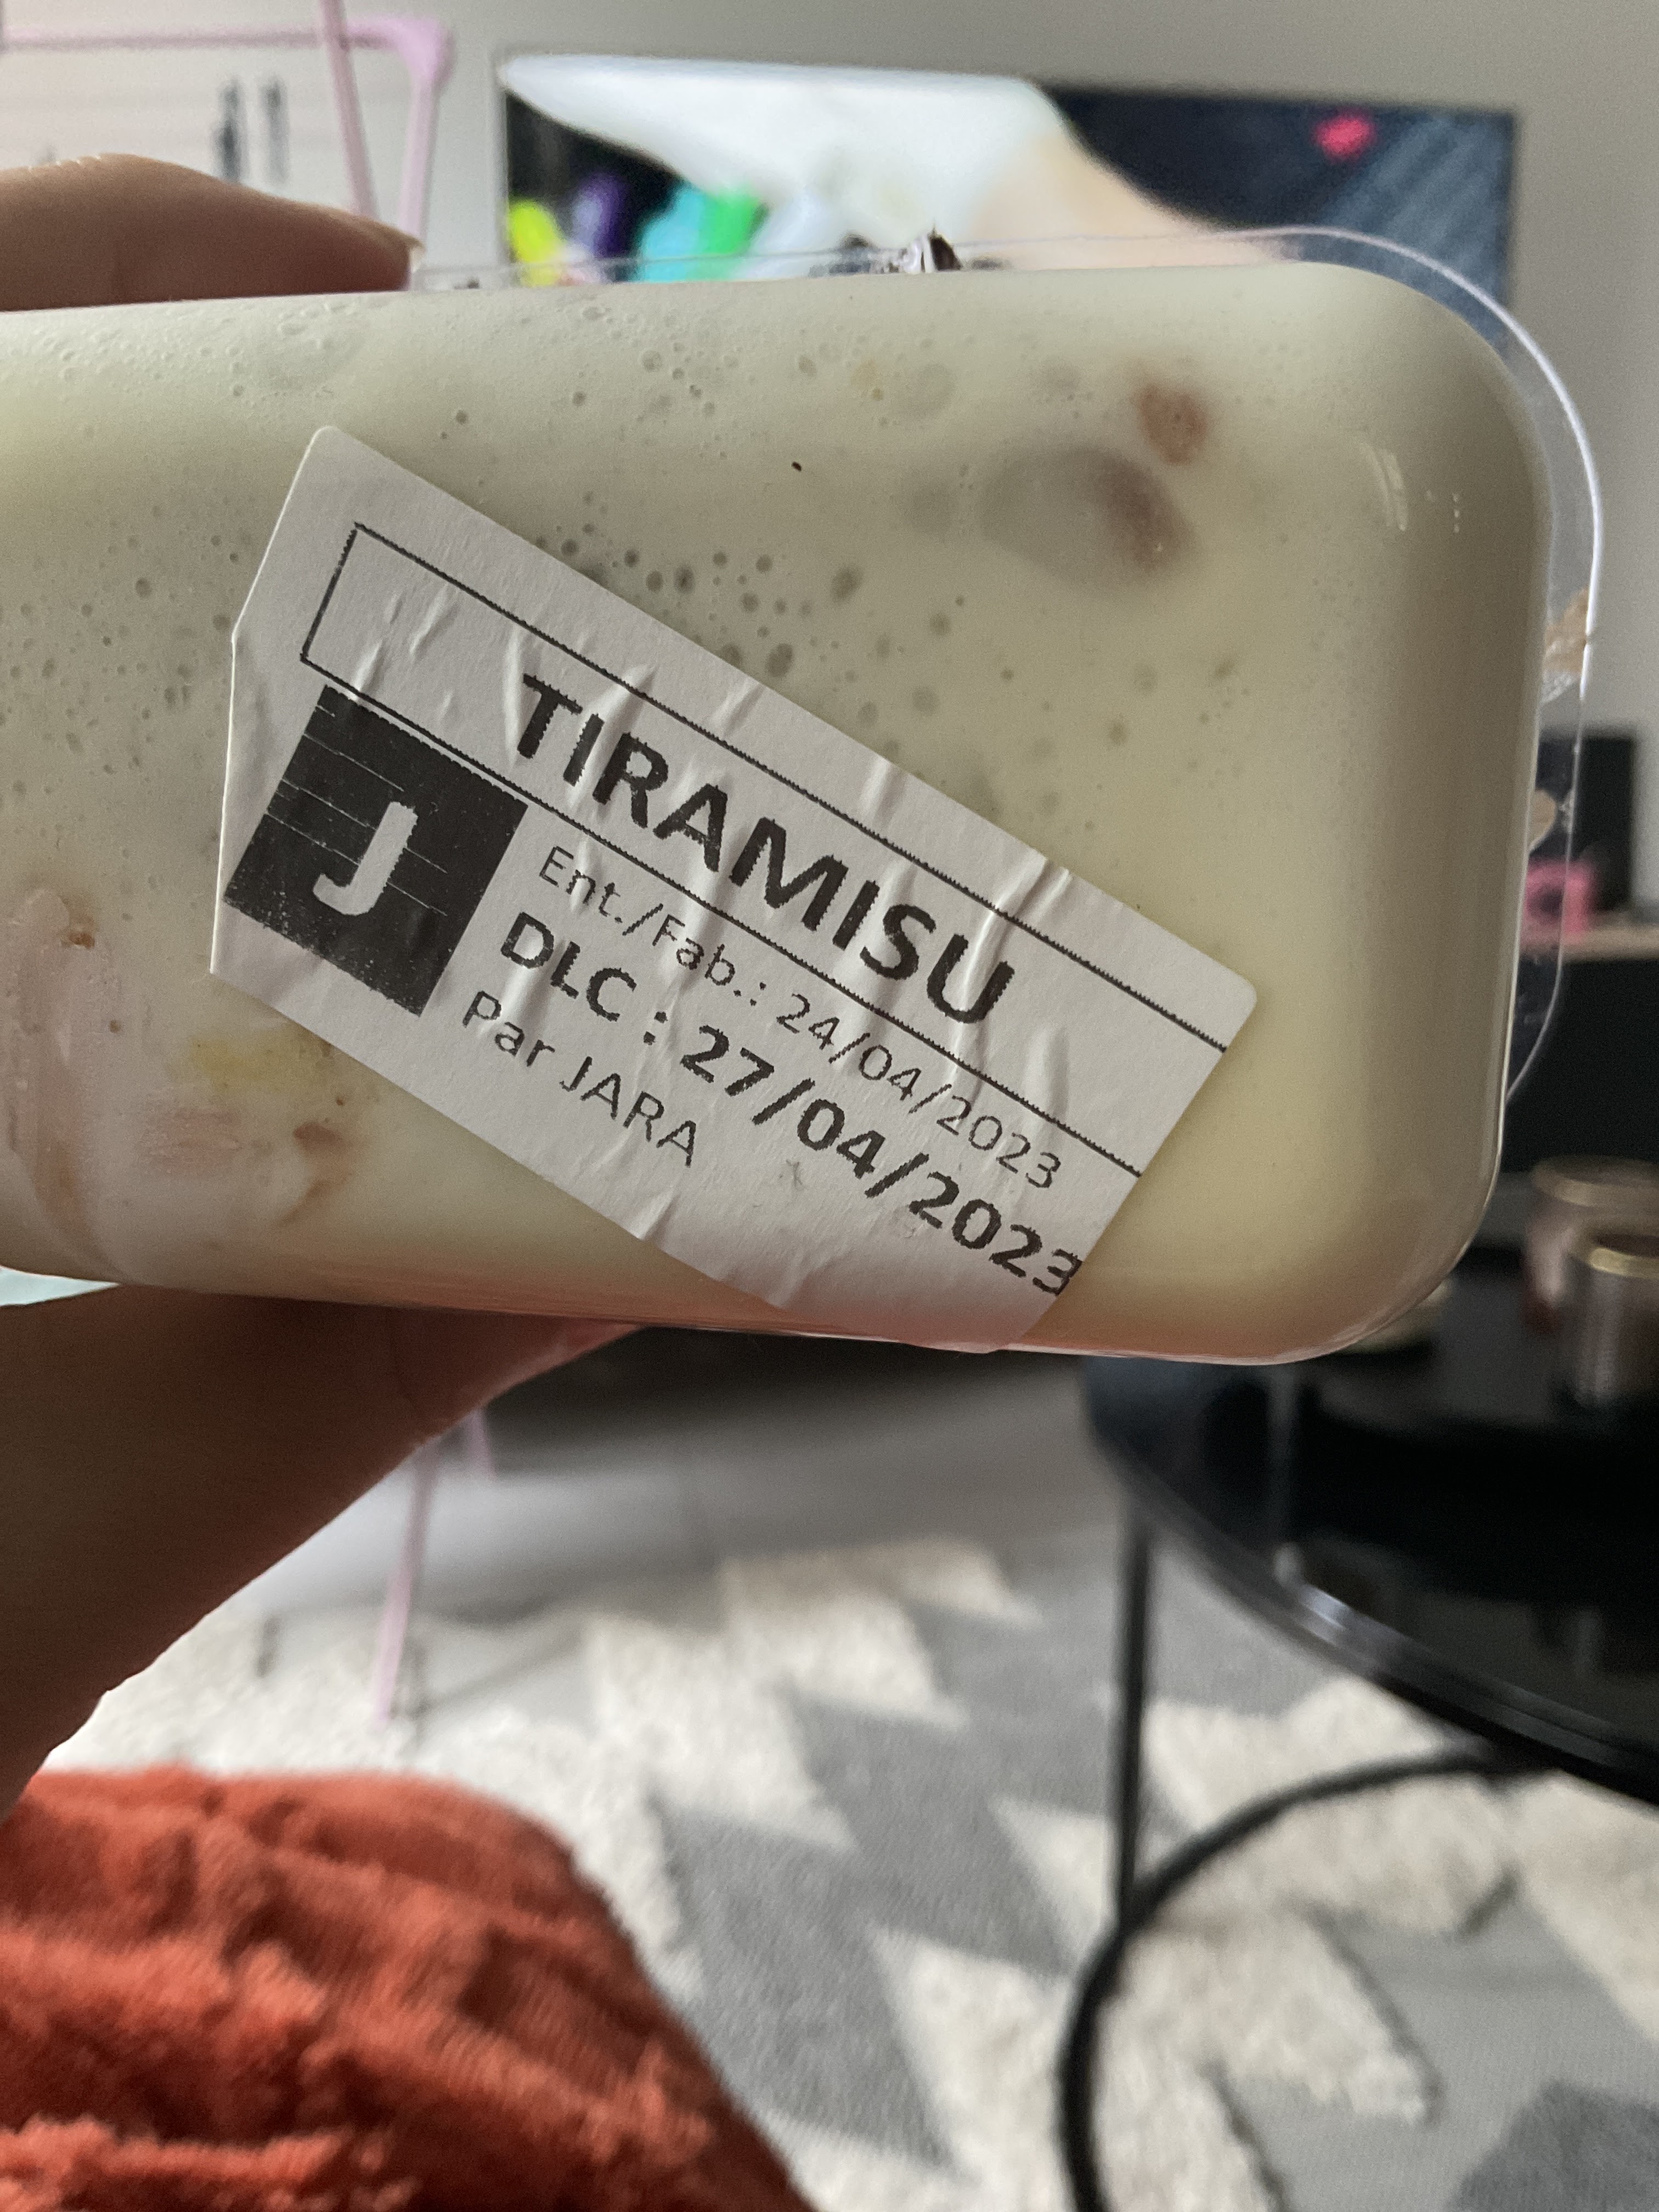 TIRAMISU
J
Ent./Fab.: 24/04/2023
DLC : 27/04/2023
Par JARA